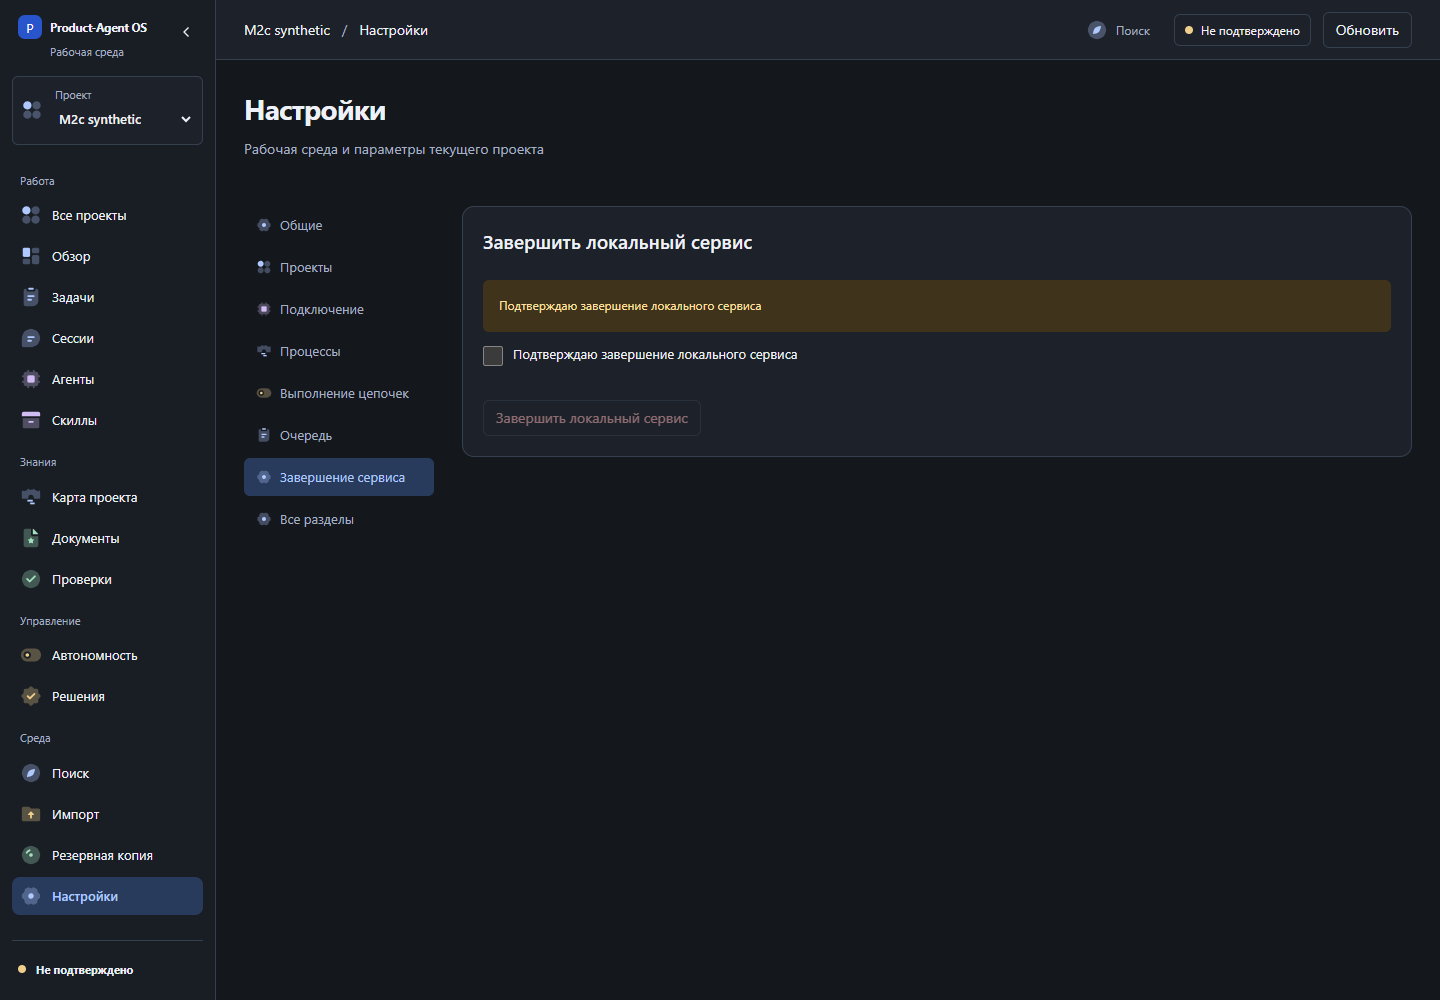 P
Product-Agent OS
Рабочая среда
Проект
M2c synthetic
Работа
Все проекты
Обзор
Задачи
Сессии
Агенты
Скиллы
Знания
Карта проекта
Документы
Проверки
Управление
Автономность
Решения
Среда
Поиск
Импорт
Резервная копия
Настройки
Не подтверждено
M2c synthetic / Настройки
Поиск
Не подтверждено
Обновить
Настройки
Рабочая среда и параметры текущего проекта
Общие
Проекты
Подключение
Процессы
Выполнение цепочек
Очередь
Завершение сервиса
Все разделы
Завершить локальный сервис
Подтверждаю завершение локального сервиса
Подтверждаю завершение локального сервиса
Завершить локальный сервис